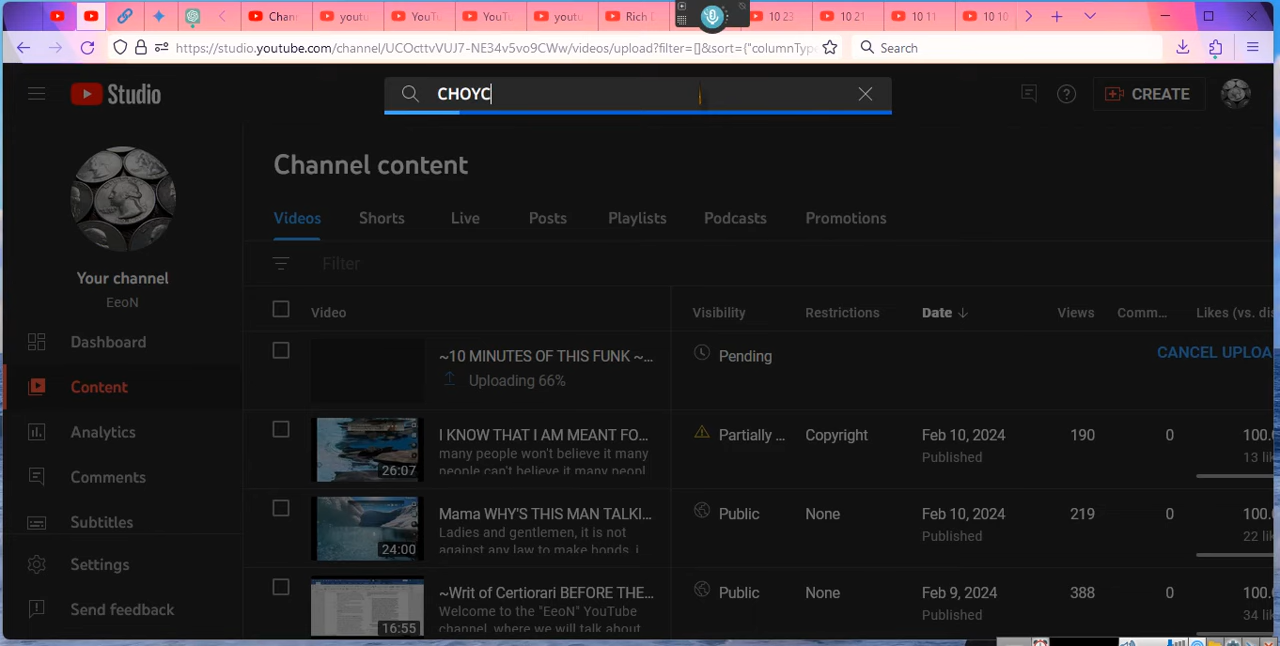 Chann
youtu
YouTu
YouTu
youtu
Rich D
10 23
10 21
10 11
10 10
https://studio.youtube.com/channel/UCOcttvVUJ7-NE34v5vo9CWw/videos/upload?filter=[]&sort={"columnType
Search
Studio
CHOYC
CREATE
Channel content
Videos Shorts Live Posts Playlists Podcasts Promotions
Filter
Your channel
EeoN
Dashboard
Content
Analytics
Comments
Subtitles
Settings
Send feedback
Video Visibility Restrictions Date Views Comm... Likes (vs. dis
~10 MINUTES OF THIS FUNK ~... Pending CANCEL UPLOA
Uploading 66%
I KNOW THAT I AM MEANT FO... Partially ... Copyright Feb 10, 2024 190 0 100.
many people won't believe it many Published 13 lik
people can't believe it many peopl
26:07
Mama WHY'S THIS MAN TALKI... Public None Feb 10, 2024 219 0 100.
Ladies and gentlemen, it is not Published 22 lik
against any law to make bonds, i
24:00
~Writ of Certiorari BEFORE THE... Public None Feb 9, 2024 388 0 100.
Welcome to the "EeoN" YouTube Published 34 lik
channel, where we will talk about
16:55